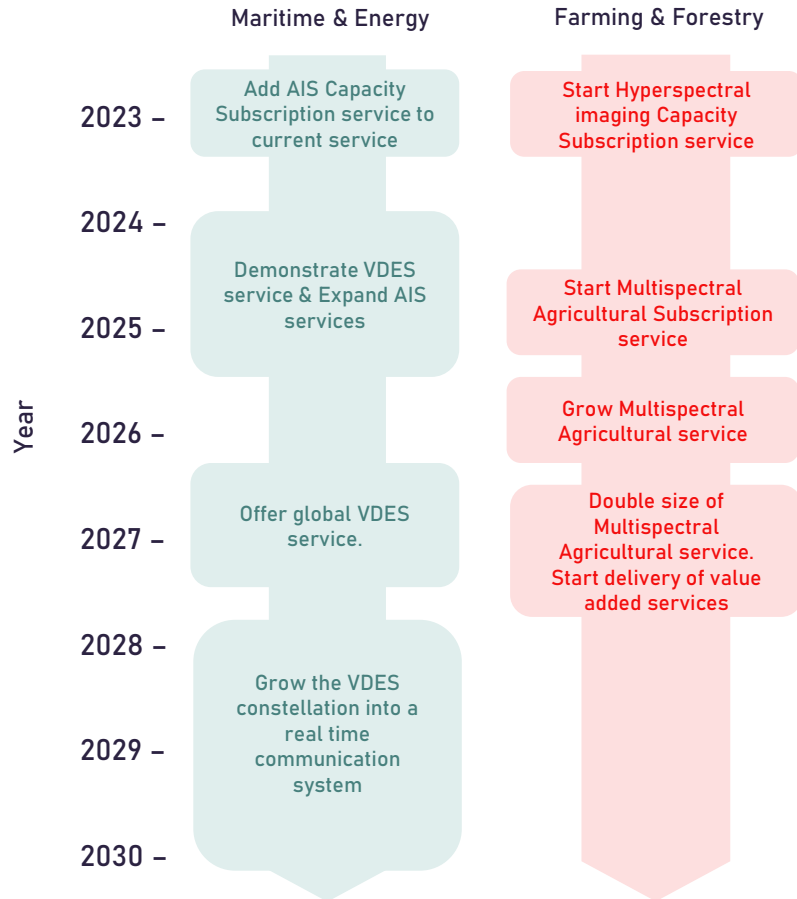 Maritime & Energy
Farming & Forestry
Year
2023 –
Add AIS Capacity
Subscription service to
current service
Start Hyperspectral
imaging Capacity
Subscription service
2024 –
Demonstrate VDES
service & Expand AIS
services
2025 –
Start Multispectral
Agricultural Subscription
service
2026 –
Grow Multispectral
Agricultural service
2027 –
Offer global VDES
service.
Double size of
Multispectral
Agricultural service.
Start delivery of value
added services
2028 –
Grow the VDES
constellation into a
real time
communication
system
2029 –
2030 –